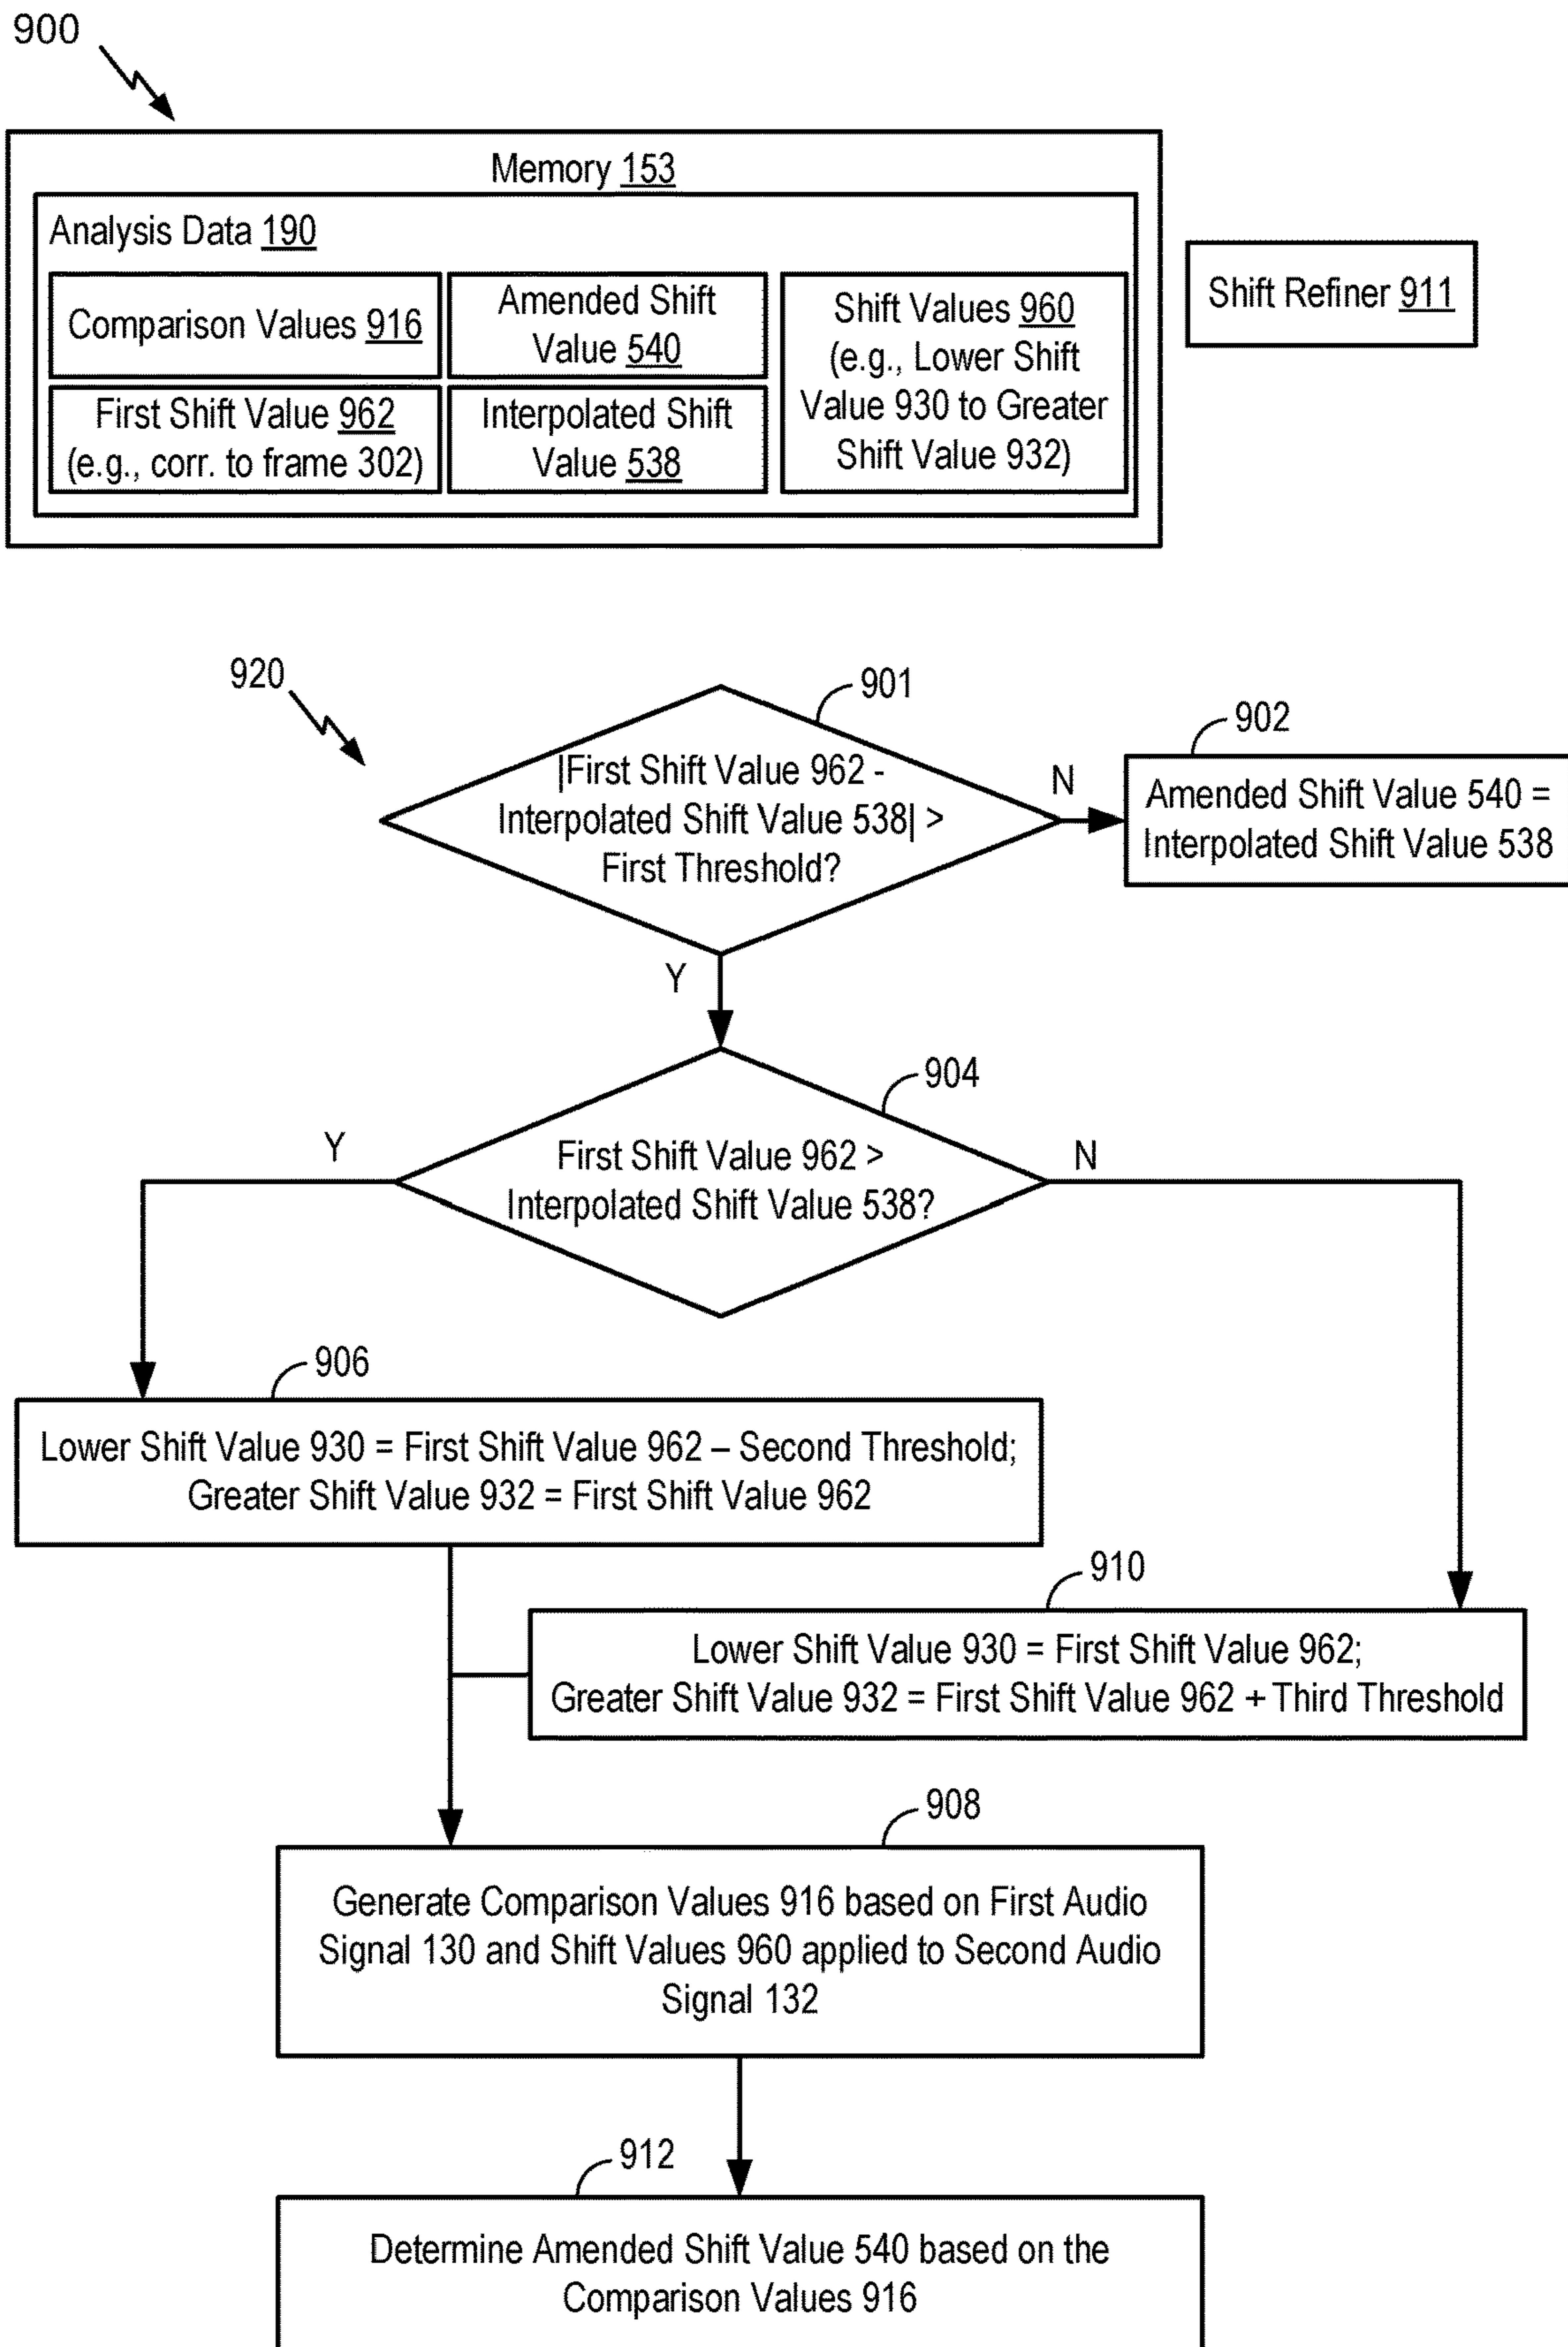 900
Memory 153
Analysis Data 190
Comparison Values 916
Amended Shift
Value 540
Shift Values 960
(e.g., Lower Shift
Value 930 to Greater
Shift Value 932)
First Shift Value 962
(e.g., corr. to frame 302)
Interpolated Shift
Value 538
Shift Refiner 911
920
901
|First Shift Value 962 -
Interpolated Shift Value 538| >
First Threshold?
N
902
Amended Shift Value 540 =
Interpolated Shift Value 538
Y
904
First Shift Value 962 >
Interpolated Shift Value 538?
Y
N
906
Lower Shift Value 930 = First Shift Value 962 – Second Threshold;
Greater Shift Value 932 = First Shift Value 962
910
Lower Shift Value 930 = First Shift Value 962;
Greater Shift Value 932 = First Shift Value 962 + Third Threshold
908
Generate Comparison Values 916 based on First Audio
Signal 130 and Shift Values 960 applied to Second Audio
Signal 132
912
Determine Amended Shift Value 540 based on the
Comparison Values 916